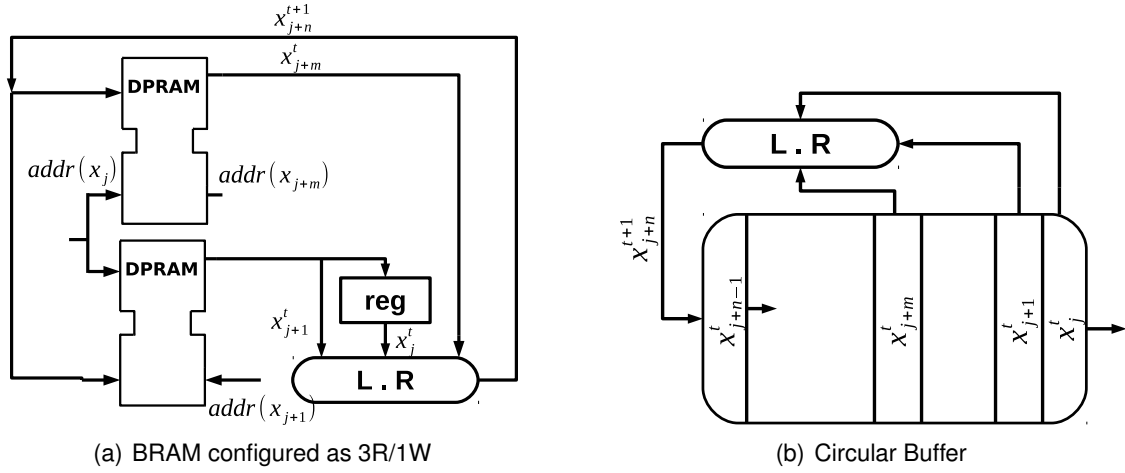 x_{j+n}^{t+1}
x_{j+m}^{t}
DPRAM
addr(x_j)
addr(x_{j+m})
DPRAM
reg
x_{j+1}^{t}
x_j^{t}
L.R
addr(x_{j+1})
(a) BRAM configured as 3R/1W
L.R
x_{j+n}^{t+1}
x_{j+n-1}^{t}
x_{j+m}^{t}
x_{j+1}^{t}
x_j^{t}
(b) Circular Buffer